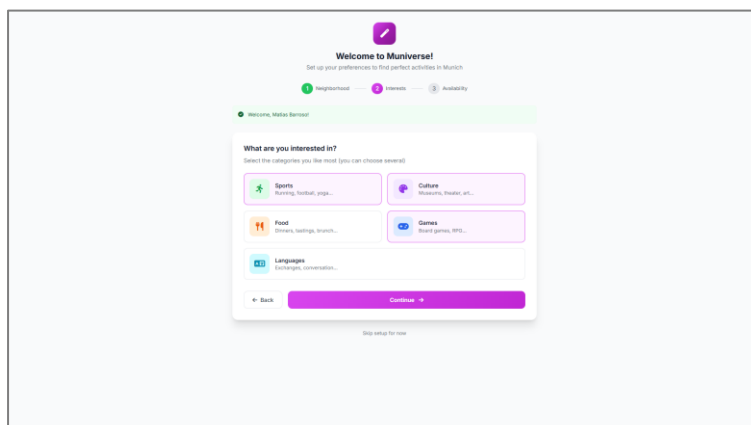 Welcome to Muniverse!
Set up your preferences to find perfect activities in Munich
1 Neighborhood 2 Interests 3 Availability
Welcome, Matias Barroso!
What are you interested in?
Select the categories you like most (you can choose several)
Sports
Running, football, yoga...
Culture
Museums, theater, art...
Food
Dinners, tastings, brunch...
Games
Board games, RPG...
Languages
Exchanges, conversation...
← Back
Continue →
Skip setup for now